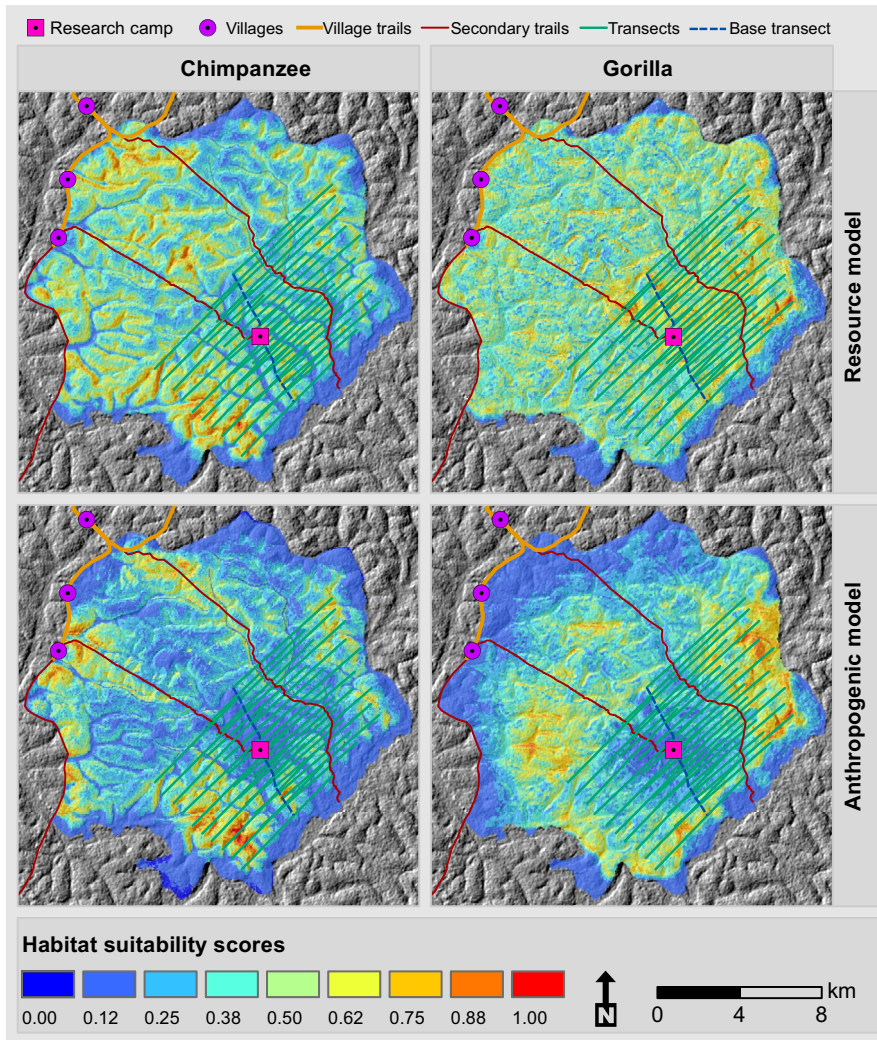 Research camp Villages Village trails Secondary trails Transects Base transect
Chimpanzee Gorilla
Resource model
Anthropogenic model
Habitat suitability scores
0.00 0.12 0.25 0.38 0.50 0.62 0.75 0.88 1.00
N
km
0 4 8